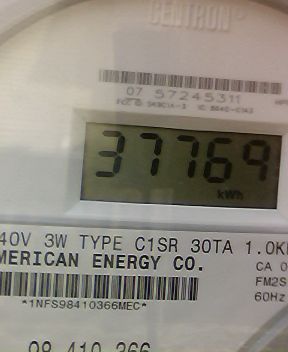 CENTRON®
07 57245311
37769
kWh
40V 3W TYPE C1SR 30TA 1.0K
MERICAN ENERGY CO.
CA 0
FM2S
60Hz
*1NFS98410366MEC*
98 410 366